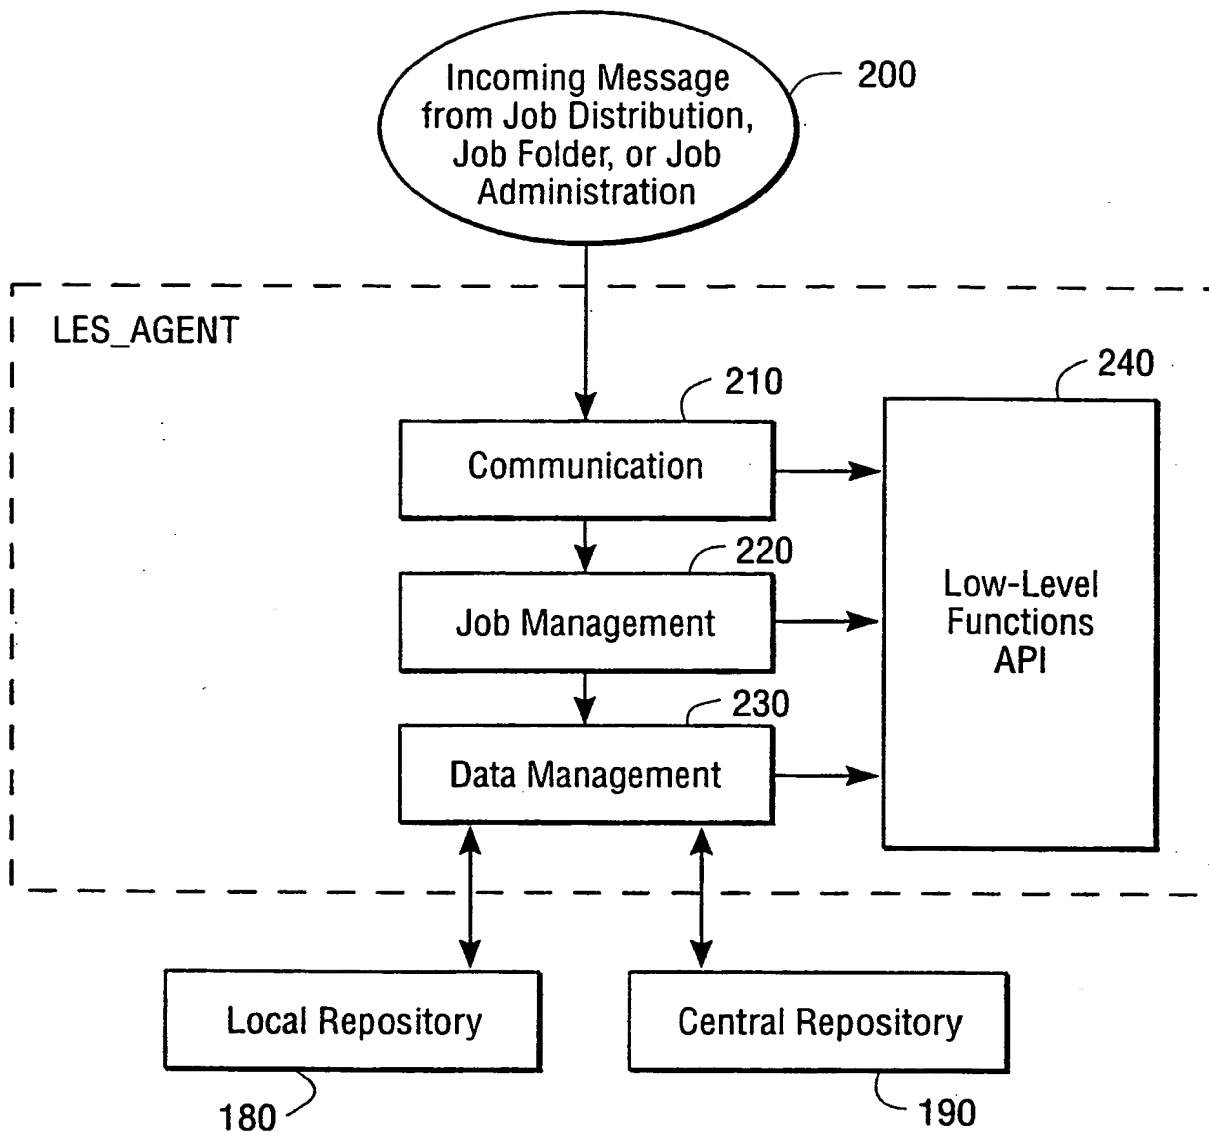 Incoming Message
from Job Distribution,
Job Folder, or Job
Administration
200
LES_AGENT
210
Communication
240
220
Job Management
Low-Level
Functions
API
230
Data Management
Local Repository
Central Repository
180
190